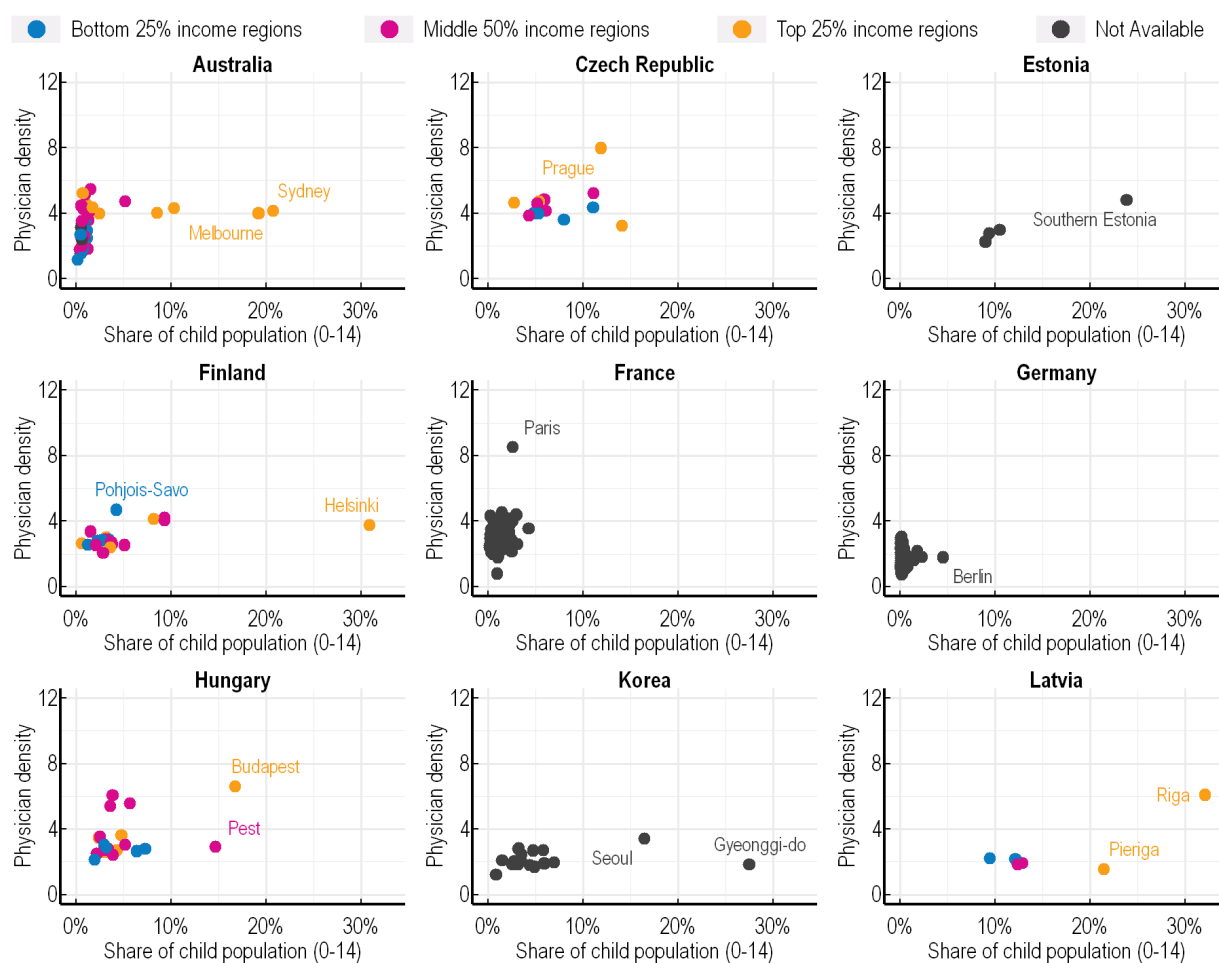 Bottom 25% income regions Middle 50% income regions Top 25% income regions Not Available
Australia Czech Republic Estonia
Physician density
12
8
4
0
Sydney
Melbourne
0% 10% 20% 30%
Share of child population (0-14)
Physician density
12
8
4
0
Prague
0% 10% 20% 30%
Share of child population (0-14)
Physician density
12
8
4
0
Southern Estonia
0% 10% 20% 30%
Share of child population (0-14)
Finland France Germany
Physician density
12
8
4
0
Pohjois-Savo
Helsinki
0% 10% 20% 30%
Share of child population (0-14)
Physician density
12
8
4
0
Paris
0% 10% 20% 30%
Share of child population (0-14)
Physician density
12
8
4
0
Berlin
0% 10% 20% 30%
Share of child population (0-14)
Hungary Korea Latvia
Physician density
12
8
4
0
Budapest
Pest
0% 10% 20% 30%
Share of child population (0-14)
Physician density
12
8
4
0
Seoul
Gyeonggi-do
0% 10% 20% 30%
Share of child population (0-14)
Physician density
12
8
4
0
Riga
Pieriga
0% 10% 20% 30%
Share of child population (0-14)